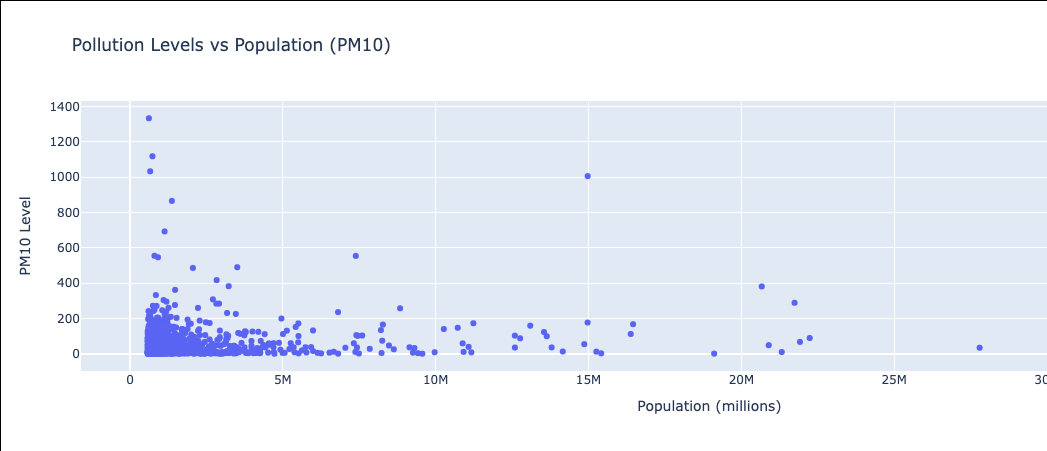 Pollution Levels vs Population (PM10)
1400
1200
1000
800
600
400
200
0
PM10 Level
0 5M 10M 15M 20M 25M 30
Population (millions)